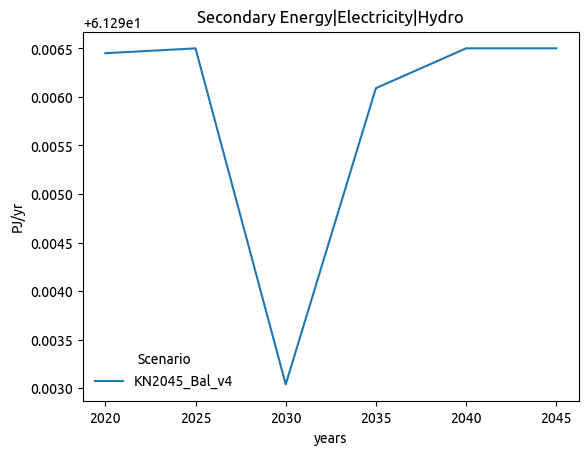 Secondary Energy|Electricity|Hydro
+6.129e1
0.0065
0.0060
0.0055
0.0050
0.0045
0.0040
0.0035
0.0030
PJ/yr
Scenario
KN2045_Bal_v4
2020 2025 2030 2035 2040 2045
years